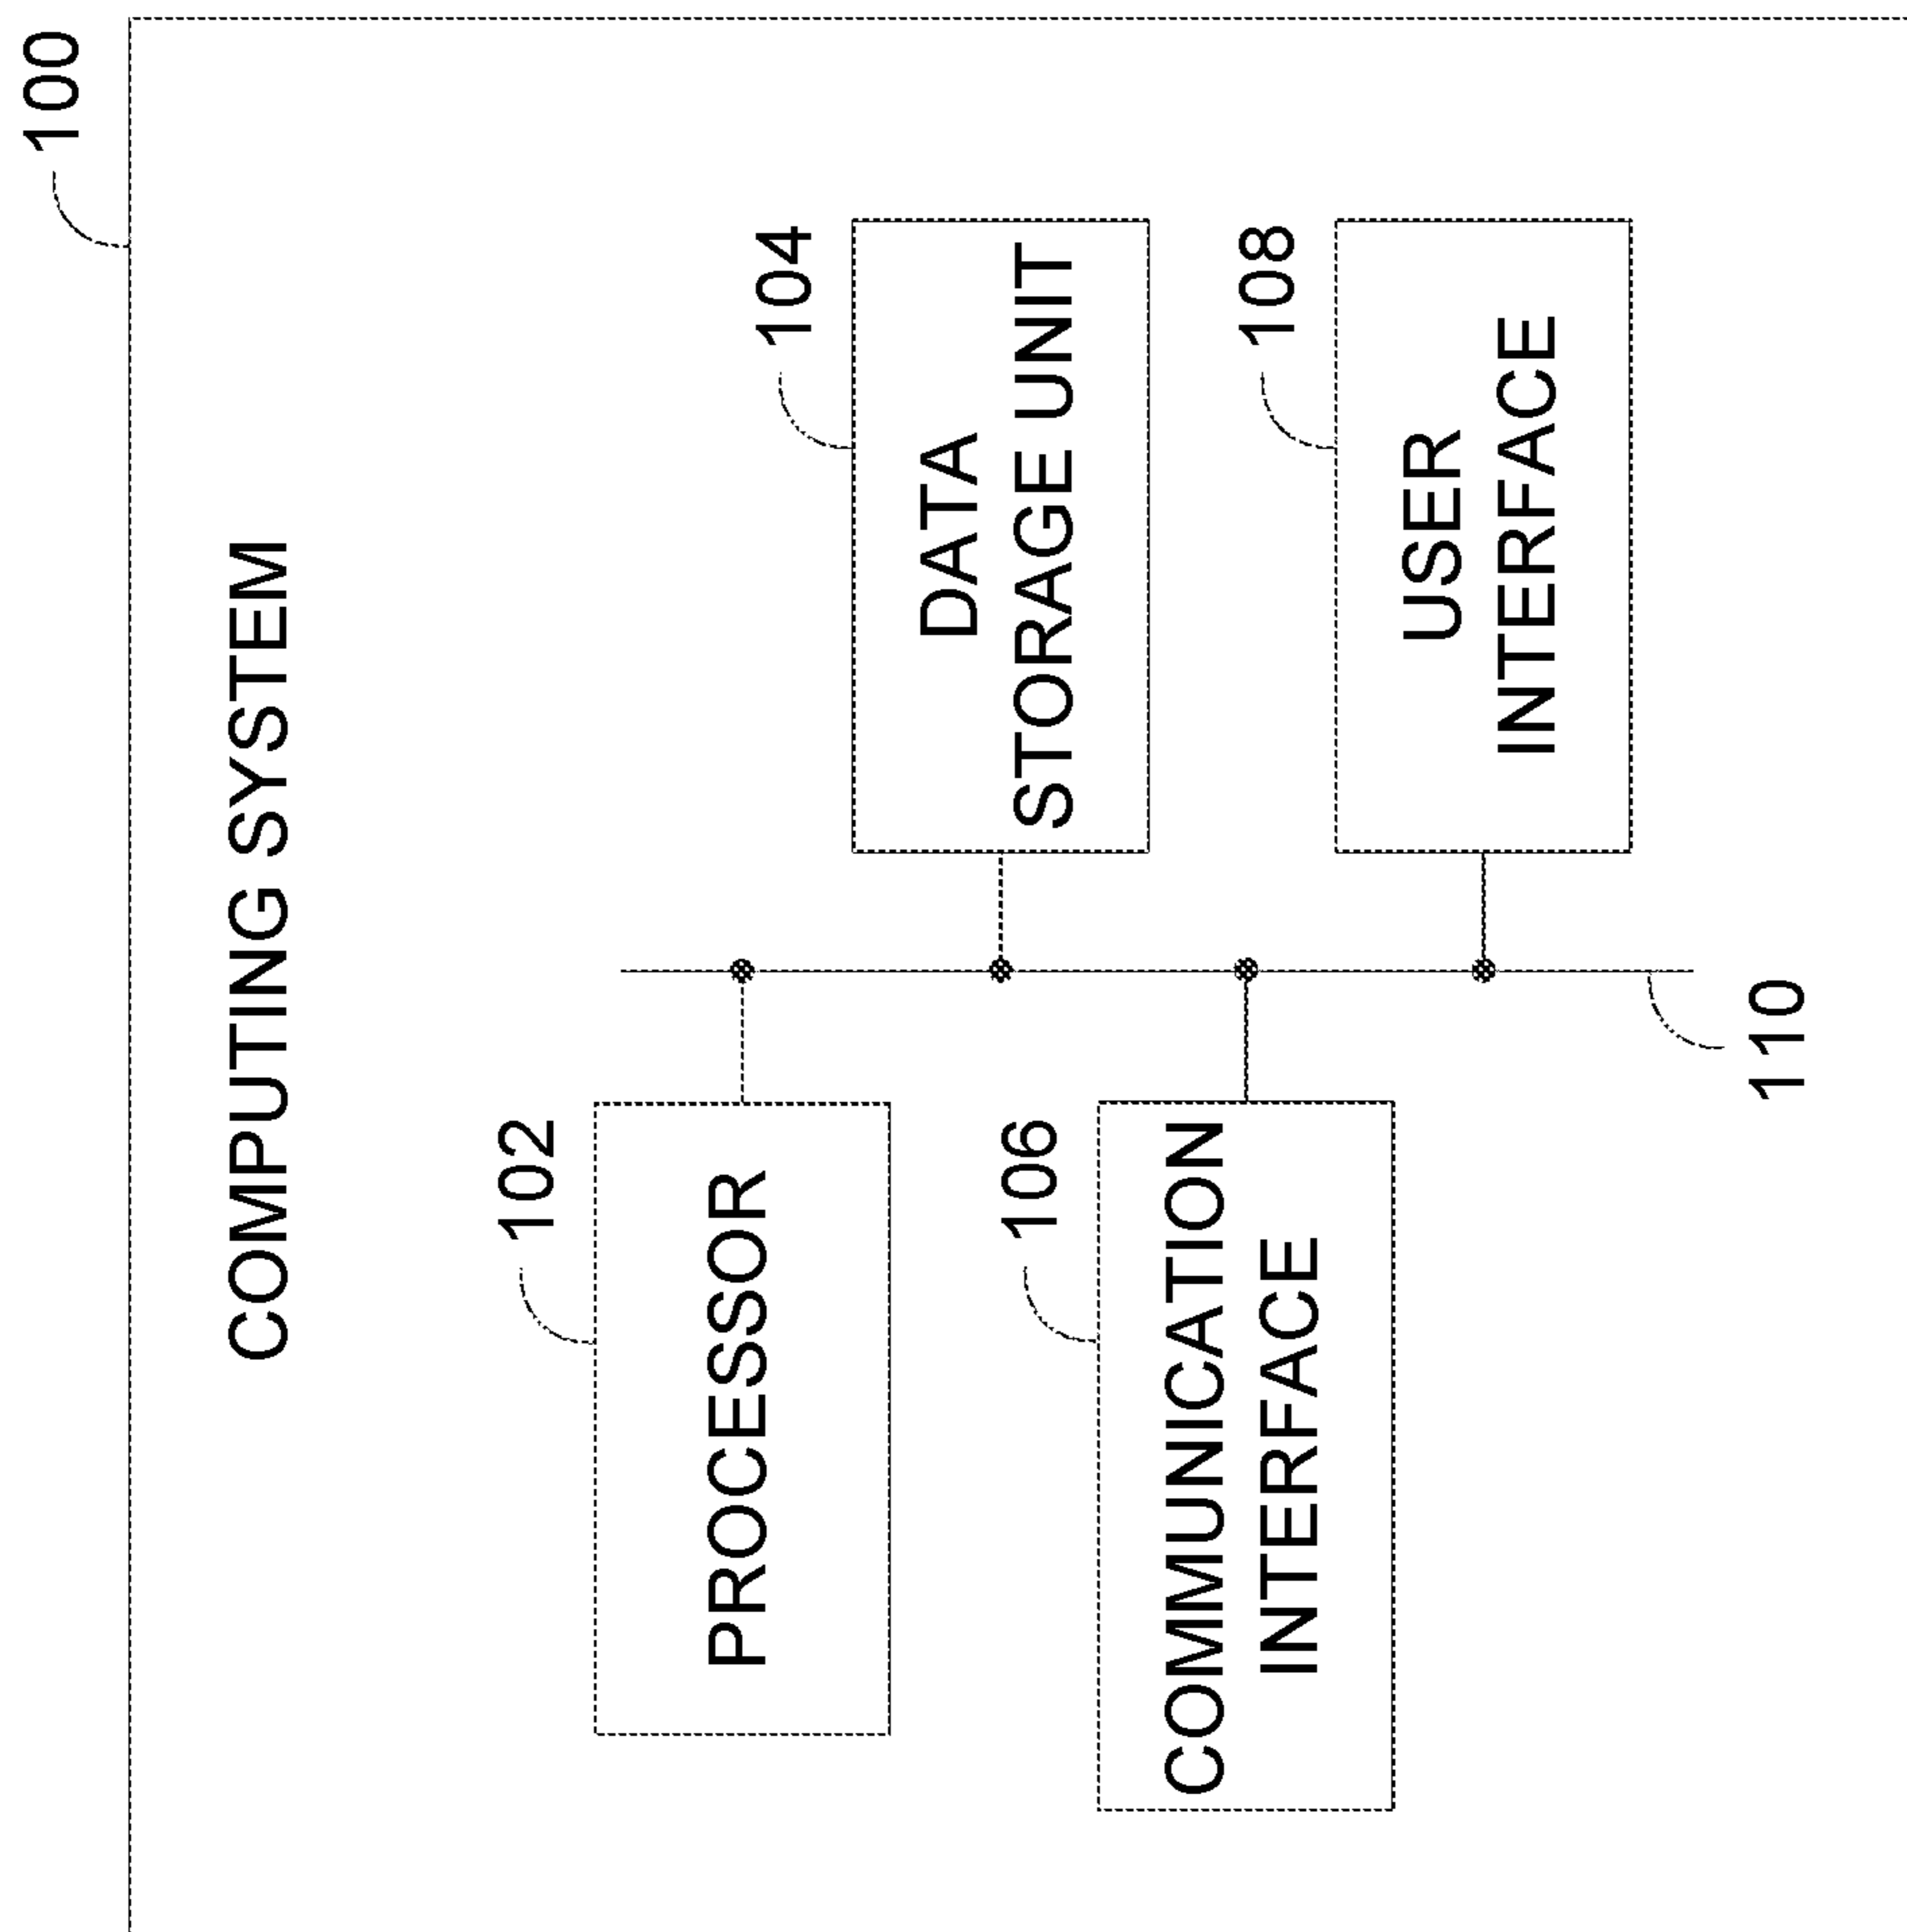 100
COMPUTING SYSTEM
102
PROCESSOR
104
DATA
STORAGE UNIT
106
COMMUNICATION
INTERFACE
108
USER
INTERFACE
110